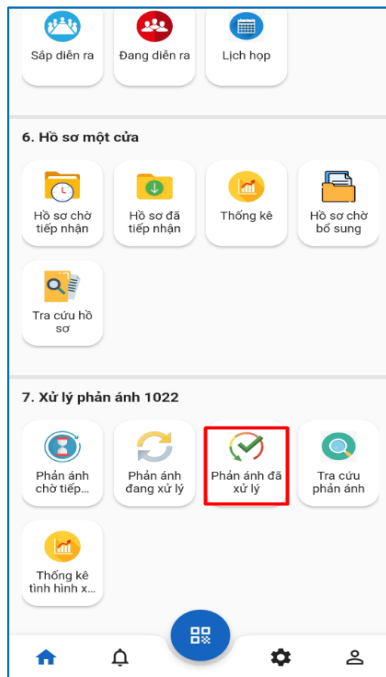 Sắp diễn ra
Đang diễn ra
Lịch họp
6. Hồ sơ một cửa
Hồ sơ chờ
tiếp nhận
Hồ sơ đã
tiếp nhận
Thống kê
Hồ sơ chờ
bổ sung
Tra cứu hồ
sơ
7. Xử lý phản ánh 1022
Phản ánh
chờ tiếp...
Phản ánh
đang xử lý
Phản ánh đã
xử lý
Tra cứu
phản ánh
Thống kê
tình hình x...